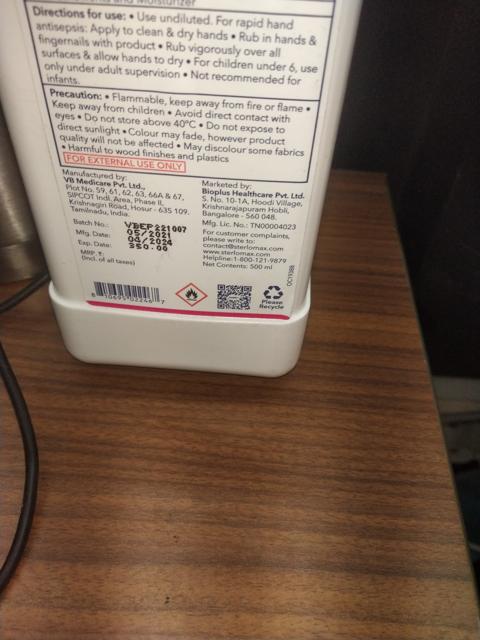 and Moisturizer
Directions for use: • Use undiluted. For rapid hand
antisepsis: Apply to clean & dry hands • Rub in hands &
fingernails with product • Rub vigorously over all
surfaces & allow hands to dry • For children under 6, use
only under adult supervision • Not recommended for
infants.
Precaution: • Flammable, keep away from fire or flame •
Keep away from children • Avoid direct contact with
eyes • Do not store above 40°C • Do not expose to
direct sunlight • Colour may fade, however product
quality will not be affected • May discolour some fabrics
• Harmful to wood finishes and plastics
FOR EXTERNAL USE ONLY
Manufactured by:
VB Medicare Pvt. Ltd.,
Plot No. 59, 61, 62, 63, 66A & 67,
SIPCOT Indl. Area, Phase II,
Krishnagiri Road, Hosur - 635 109.
Tamilnadu, India.
Batch No.: VBEP221007
Mfg. Date: 05/2021
Exp. Date: 04/2024
MRP ₹: 350.00
(Incl. of all taxes)
Marketed by:
Bioplus Healthcare Pvt. Ltd.
S. No. 10-1A, Hoodi Village,
Krishnarajapuram Hobli,
Bangalore - 560 048.
Mfg. Lic. No.: TN00004023
For customer complaints,
please write to:
contact@sterlomax.com
www.sterlomax.com
Helpline:1-800-121-9879
Net Contents: 500 ml
Please
Recycle